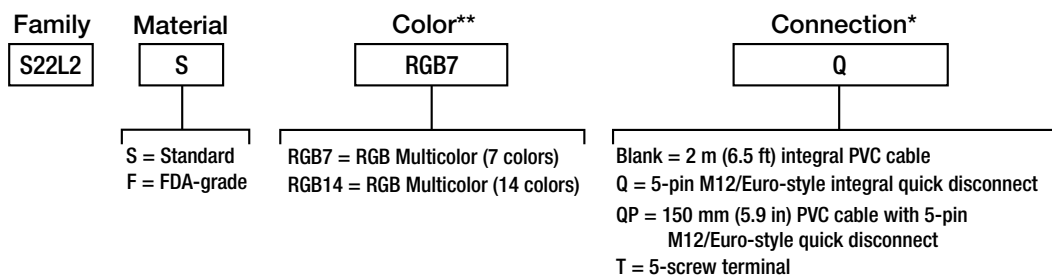 Family Material Color** Connection*
S22L2 S RGB7 Q
S = Standard
F = FDA-grade
RGB7 = RGB Multicolor (7 colors)
RGB14 = RGB Multicolor (14 colors)
Blank = 2 m (6.5 ft) integral PVC cable
Q = 5-pin M12/Euro-style integral quick disconnect
QP = 150 mm (5.9 in) PVC cable with 5-pin
M12/Euro-style quick disconnect
T = 5-screw terminal